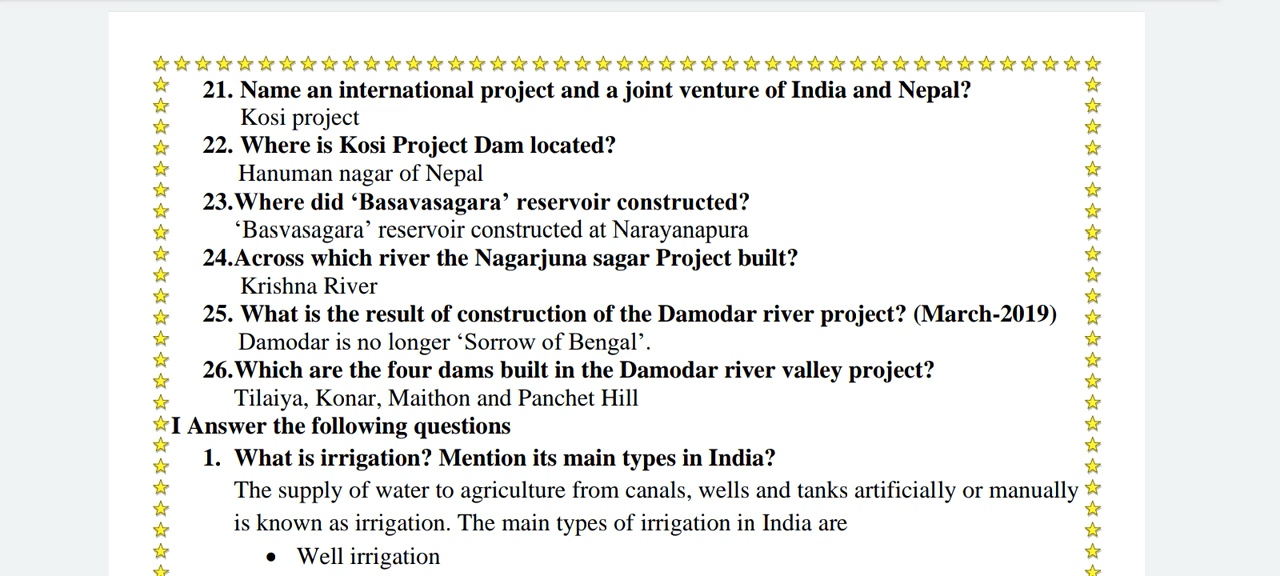 21. Name an international project and a joint venture of India and Nepal?
Kosi project
22. Where is Kosi Project Dam located?
Hanuman nagar of Nepal
23.Where did ‘Basavasagara’ reservoir constructed?
‘Basvasagara’ reservoir constructed at Narayanapura
24.Across which river the Nagarjuna sagar Project built?
Krishna River
25. What is the result of construction of the Damodar river project? (March-2019)
Damodar is no longer ‘Sorrow of Bengal’.
26.Which are the four dams built in the Damodar river valley project?
Tilaiya, Konar, Maithon and Panchet Hill
I Answer the following questions
1. What is irrigation? Mention its main types in India?
The supply of water to agriculture from canals, wells and tanks artificially or manually
is known as irrigation. The main types of irrigation in India are
• Well irrigation